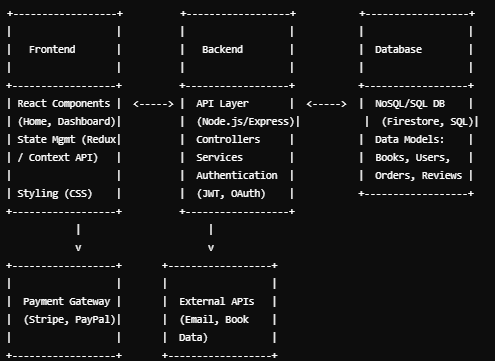 +------------------+         +------------------+          +------------------+
|                  |         |                  |          |                  |
|   Frontend       |         |   Backend        |          |  Database        |
|                  |         |                  |          |                  |
+------------------+         +------------------+          +------------------+
| React Components |  <----->  | API Layer        |  <----->  | NoSQL/SQL DB     |
| (Home, Dashboard)|         | (Node.js/Express)|          |  (Firestore, SQL)|
| State Mgmt (Redux|         | Controllers      |          | Data Models:     |
| / Context API)   |         | Services         |          | Books, Users,    |
|                  |         | Authentication   |          | Orders, Reviews  |
| Styling (CSS)    |         | (JWT, OAuth)     |          +------------------+
+------------------+         +------------------+
           |                     |
           v                     v
+------------------+       +------------------+
|                  |       |                  |
|  Payment Gateway |       |  External APIs   |
|  (Stripe, PayPal)|       |  (Email, Book    |
|                  |       |  Data)           |
+------------------+       +------------------+